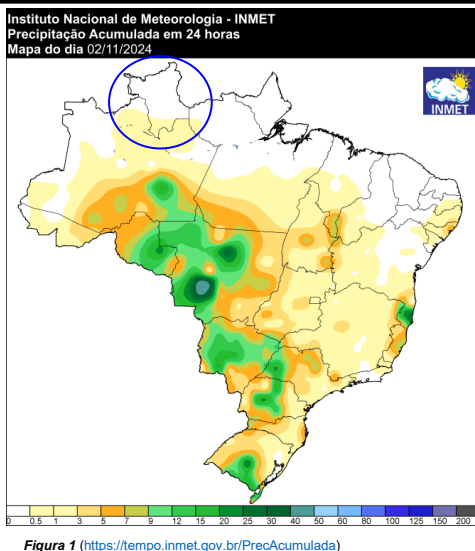 Instituto Nacional de Meteorologia - INMET
Precipitação Acumulada em 24 horas
Mapa do dia 02/11/2024
INMET
0 0.5 1 3 5 7 9 12 15 20 25 30 40 50 60 80 100 125 150 200
Figura 1 (https://tempo.inmet.gov.br/PrecAcumulada)